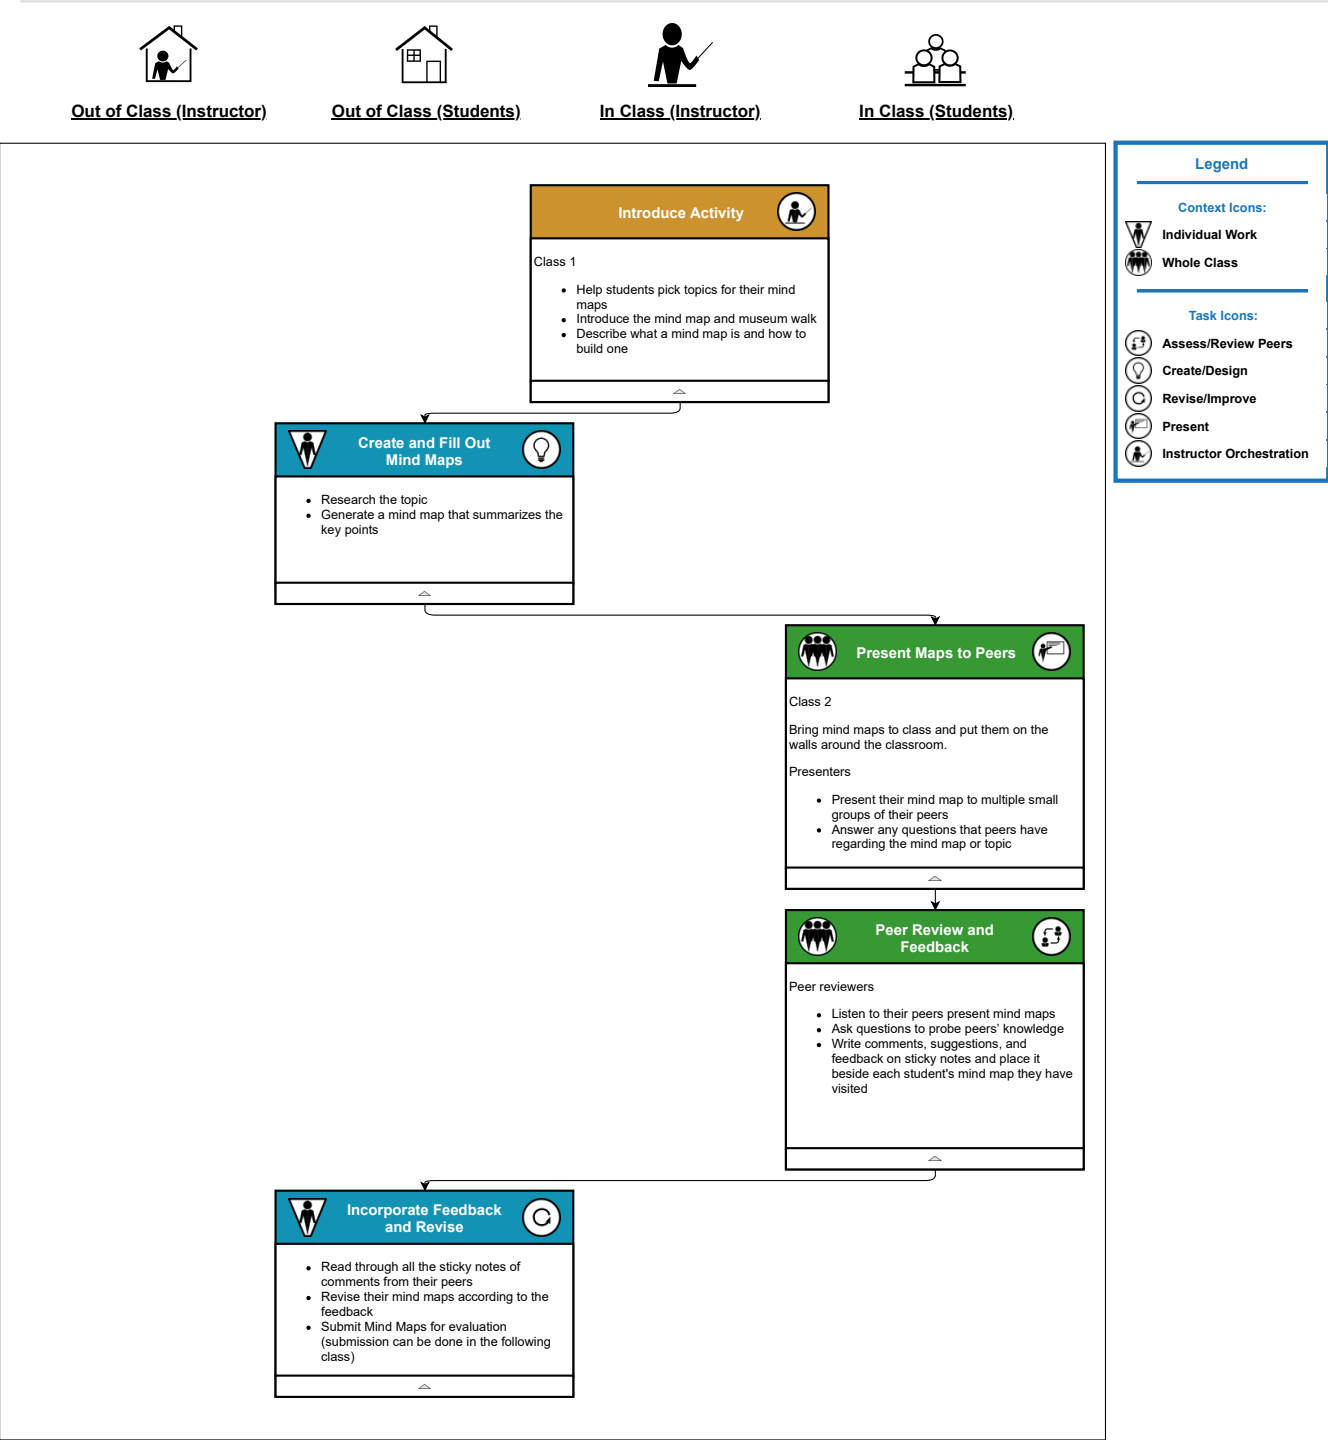 Out of Class (Instructor)
Out of Class (Students)
In Class (Instructor)
In Class (Students)
Legend
Context Icons:
Individual Work
Whole Class
Task Icons:
Assess/Review Peers
Create/Design
Revise/Improve
Present
Instructor Orchestration
Introduce Activity
Class 1
• Help students pick topics for their mind
maps
• Introduce the mind map and museum walk
• Describe what a mind map is and how to
build one
Create and Fill Out
Mind Maps
• Research the topic
• Generate a mind map that summarizes the
key points
Present Maps to Peers
Class 2
Bring mind maps to class and put them on the
walls around the classroom.
Presenters
• Present their mind map to multiple small
groups of their peers
• Answer any questions that peers have
regarding the mind map or topic
Peer Review and
Feedback
Peer reviewers
• Listen to their peers present mind maps
• Ask questions to probe peers’ knowledge
• Write comments, suggestions, and
feedback on sticky notes and place it
beside each student's mind map they have
visited
Incorporate Feedback
and Revise
• Read through all the sticky notes of
comments from their peers
• Revise their mind maps according to the
feedback
• Submit Mind Maps for evaluation
(submission can be done in the following
class)